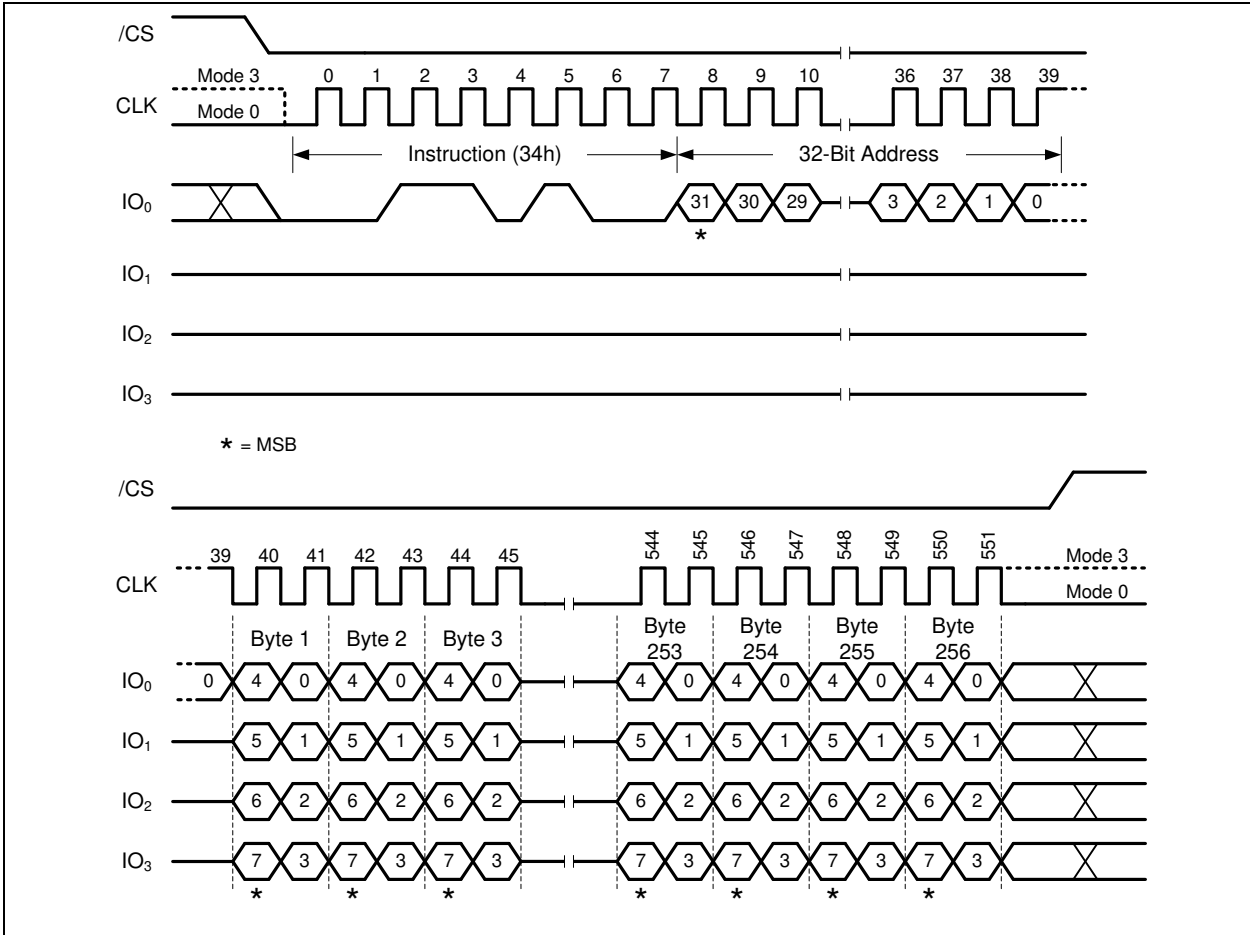 /CS
Mode 3 0 1 2 3 4 5 6 7 8 9 10 36 37 38 39
CLK
Mode 0
Instruction (34h) 32-Bit Address
IO₀ 31 30 29 3 2 1 0
*
IO₁
IO₂
IO₃
* = MSB
/CS
39 40 41 42 43 44 45 544 545 546 547 548 549 550 551 Mode 3
CLK
Mode 0
Byte 1 Byte 2 Byte 3 Byte 253 Byte 254 Byte 255 Byte 256
IO₀ 0 4 0 4 0 4 0 4 0 4 0 4 0 4 0
IO₁ 5 1 5 1 5 1 5 1 5 1 5 1 5 1
IO₂ 6 2 6 2 6 2 6 2 6 2 6 2 6 2
IO₃ 7 3 7 3 7 3 7 3 7 3 7 3 7 3
* * * * * * *